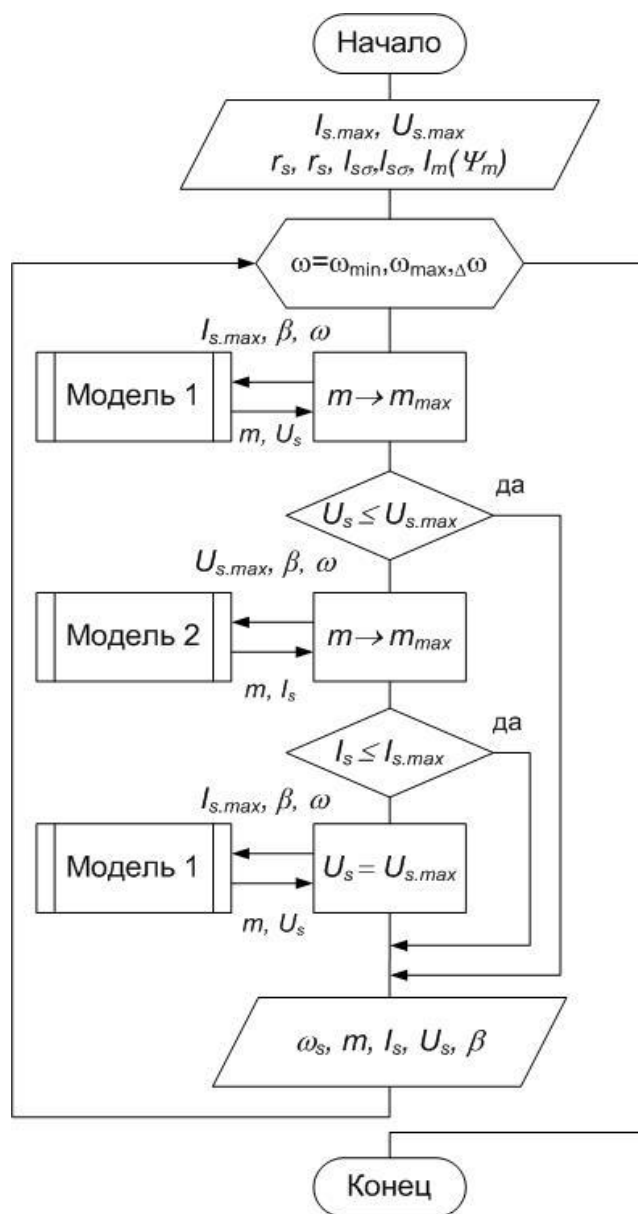 Начало
I_{s.max}, U_{s.max}
r_s, r_s, l_{sσ},l_{sσ}, l_m(Ψ_m)
ω=ω_{min},ω_{max},_Δω
I_{s.max}, β, ω
Модель 1
m→m_{max}
m, U_s
да
U_s ≤ U_{s.max}
U_{s.max}, β, ω
Модель 2
m→m_{max}
m, I_s
да
I_s ≤ I_{s.max}
I_{s.max}, β, ω
Модель 1
U_s = U_{s.max}
m, U_s
ω_s, m, I_s, U_s, β
Конец